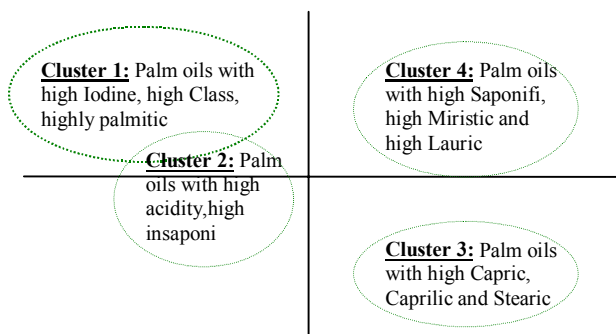 Cluster 1: Palm oils with
high Iodine, high Class,
highly palmitic
Cluster 2: Palm
oils with high
acidity,high
insaponi
Cluster 4: Palm oils
with high Saponifi,
high Miristic and
high Lauric
Cluster 3: Palm oils
with high Capric,
Caprilic and Stearic